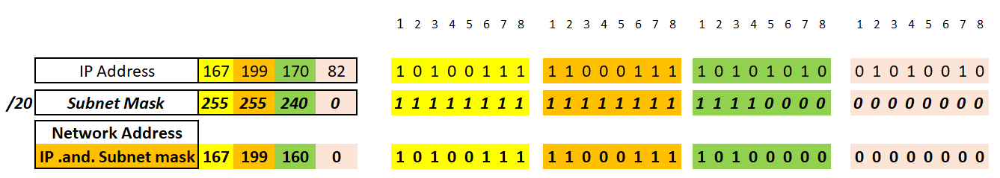 1 2 3 4 5 6 7 8 1 2 3 4 5 6 7 8 1 2 3 4 5 6 7 8 1 2 3 4 5 6 7 8
IP Address 167 199 170 82 1 0 1 0 0 1 1 1 1 1 0 0 0 1 1 1 1 0 1 0 1 0 1 0 0 1 0 1 0 0 1 0
/20 Subnet Mask 255 255 240 0 1 1 1 1 1 1 1 1 1 1 1 1 1 1 1 1 1 1 1 1 0 0 0 0 0 0 0 0 0 0 0 0
Network Address
IP .and. Subnet mask 167 199 160 0 1 0 1 0 0 1 1 1 1 1 0 0 0 1 1 1 1 0 1 0 0 0 0 0 0 0 0 0 0 0 0 0